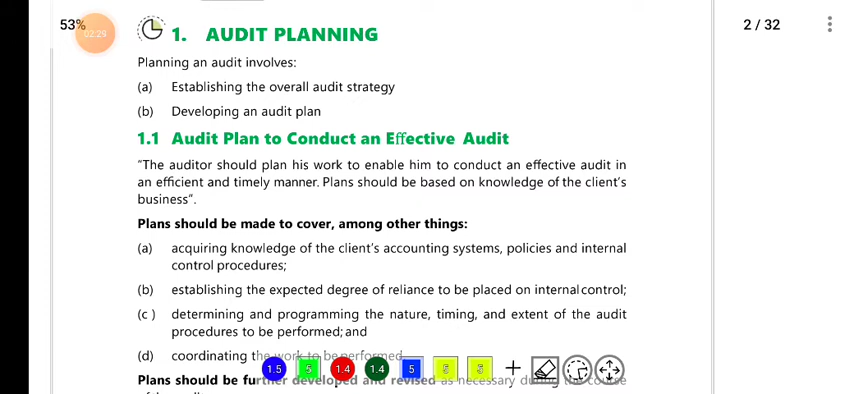 53%
02:29
2 / 32
1. AUDIT PLANNING
Planning an audit involves:
(a) Establishing the overall audit strategy
(b) Developing an audit plan
1.1 Audit Plan to Conduct an Effective Audit
“The auditor should plan his work to enable him to conduct an effective audit in
an efficient and timely manner. Plans should be based on knowledge of the client's
business”.
Plans should be made to cover, among other things:
(a) acquiring knowledge of the client's accounting systems, policies and internal
control procedures;
(b) establishing the expected degree of reliance to be placed on internal control;
(c ) determining and programming the nature, timing, and extent of the audit
procedures to be performed; and
(d) coordinating the work to be performed
1.5 5 1.4 1.4 5 5 5
Plans should be further developed and revised as necessary during the course